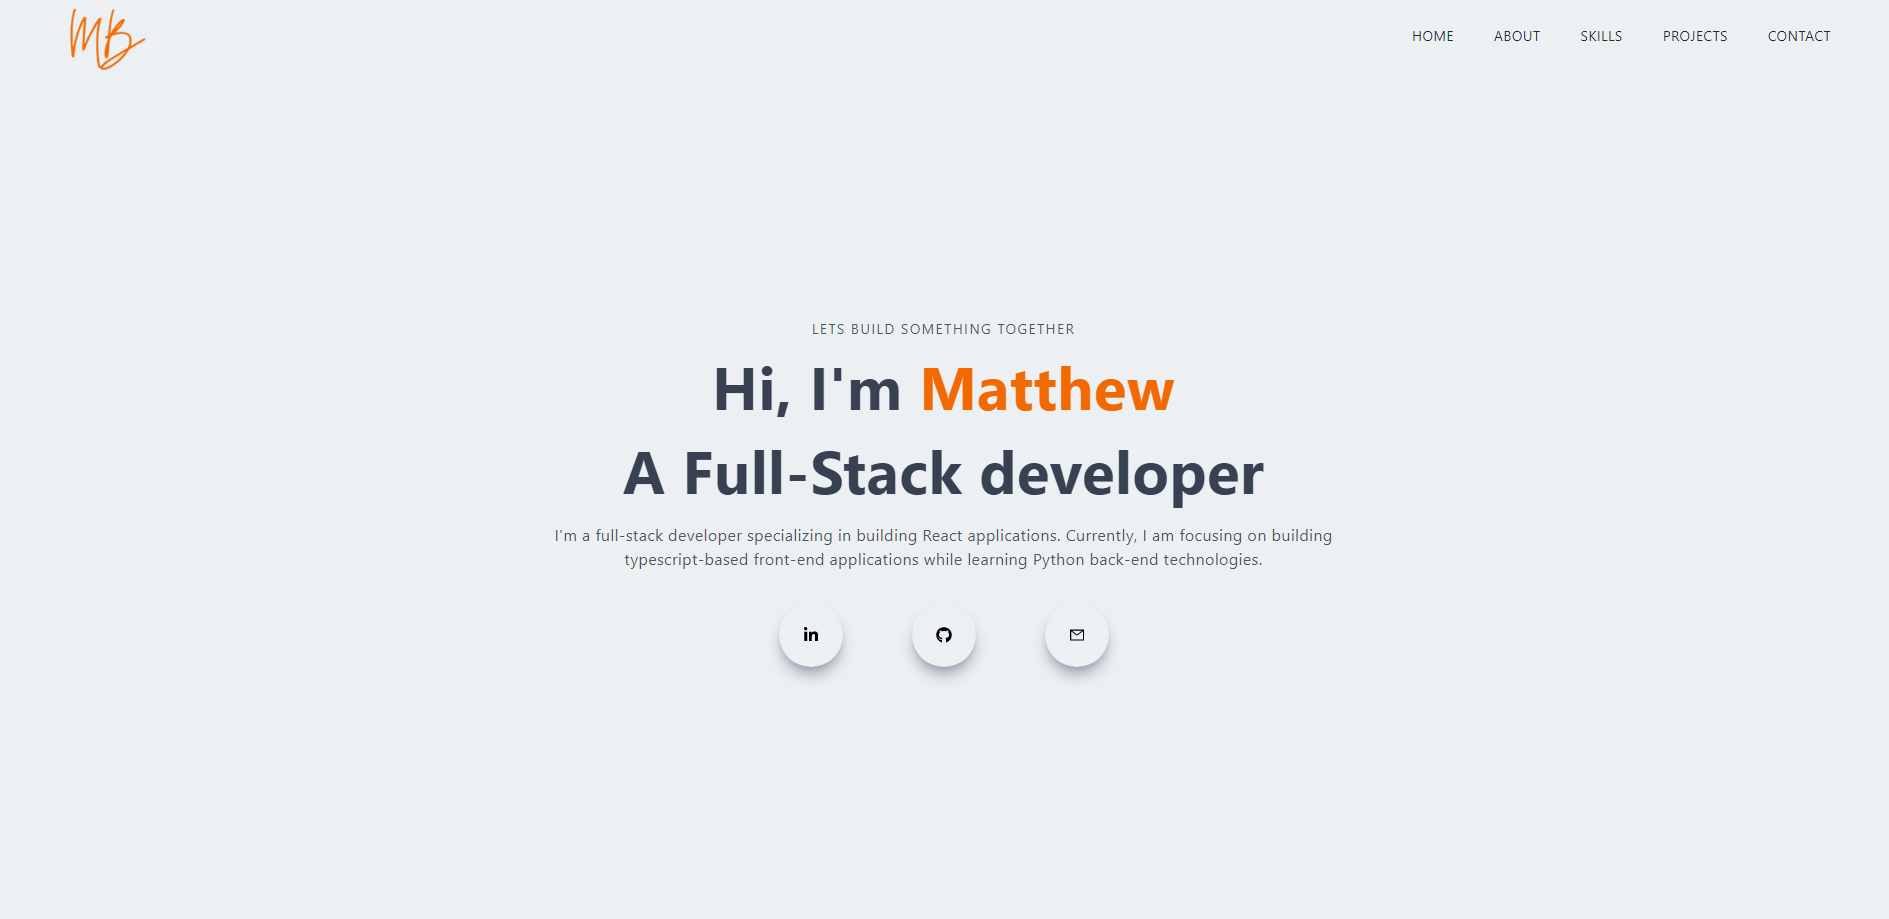 MB
HOME ABOUT SKILLS PROJECTS CONTACT
LETS BUILD SOMETHING TOGETHER
Hi, I'm Matthew
A Full-Stack developer
I'm a full-stack developer specializing in building React applications. Currently, I am focusing on building
typescript-based front-end applications while learning Python back-end technologies.
in